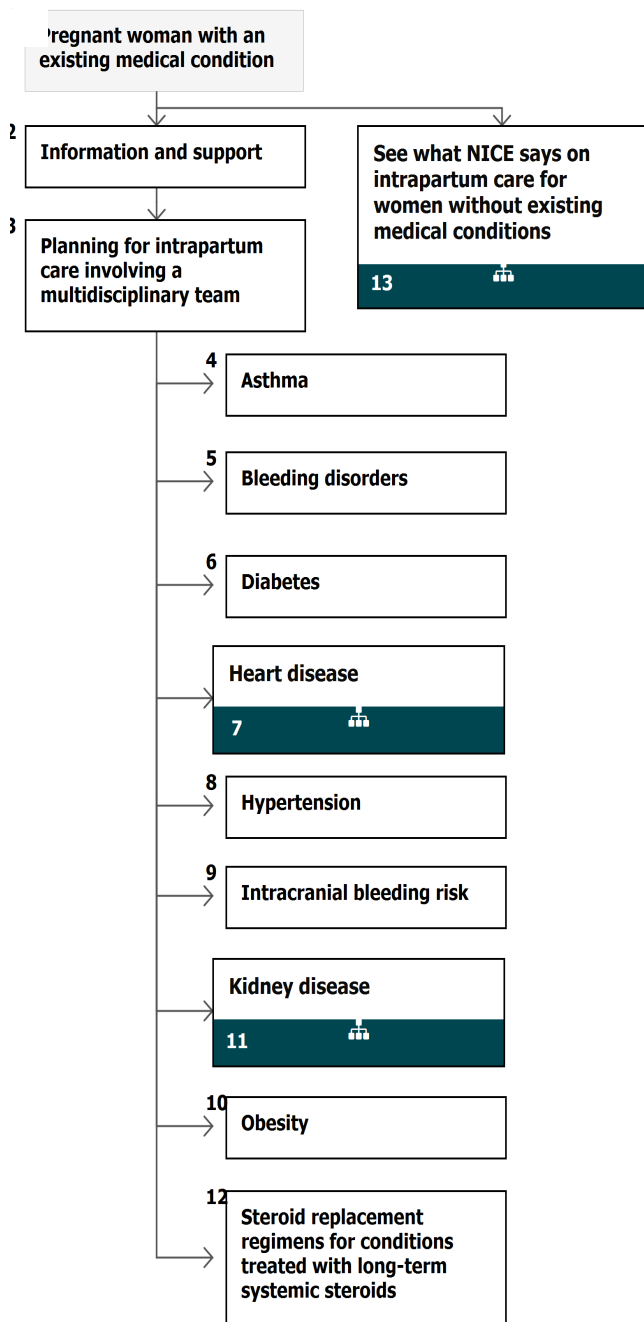 Pregnant woman with an
existing medical condition
2
Information and support
See what NICE says on
intrapartum care for
women without existing
medical conditions
13
3
Planning for intrapartum
care involving a
multidisciplinary team
4
Asthma
5
Bleeding disorders
6
Diabetes
Heart disease
7
8
Hypertension
9
Intracranial bleeding risk
Kidney disease
11
10
Obesity
12
Steroid replacement
regimens for conditions
treated with long-term
systemic steroids